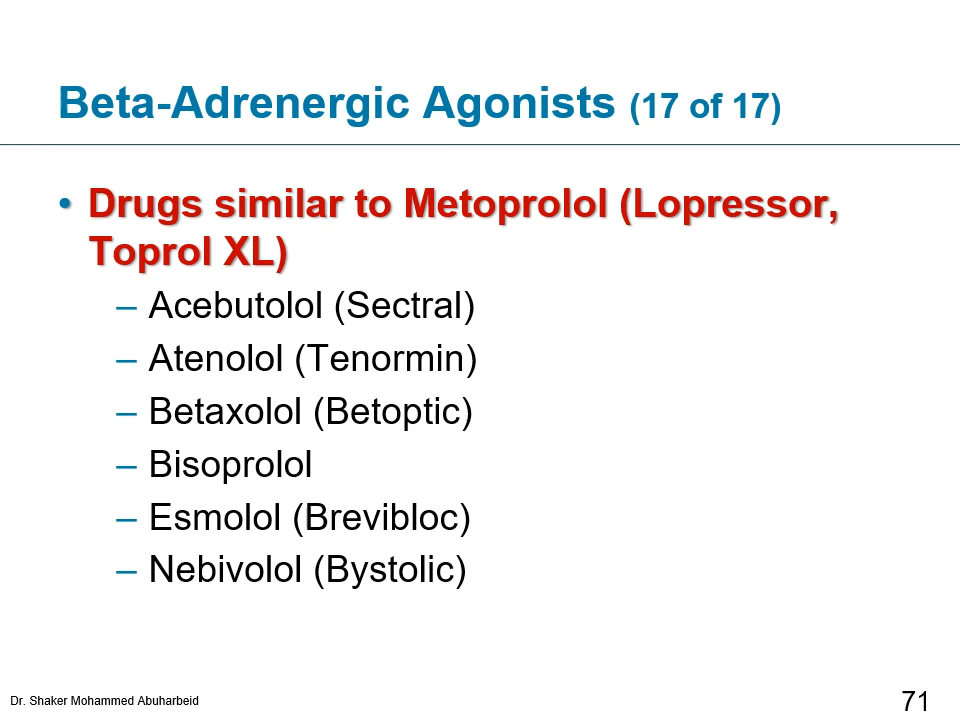 Beta-Adrenergic Agonists (17 of 17)
• Drugs similar to Metoprolol (Lopressor,
Toprol XL)
– Acebutolol (Sectral)
– Atenolol (Tenormin)
– Betaxolol (Betoptic)
– Bisoprolol
– Esmolol (Brevibloc)
– Nebivolol (Bystolic)
Dr. Shaker Mohammed Abuharbeid
71